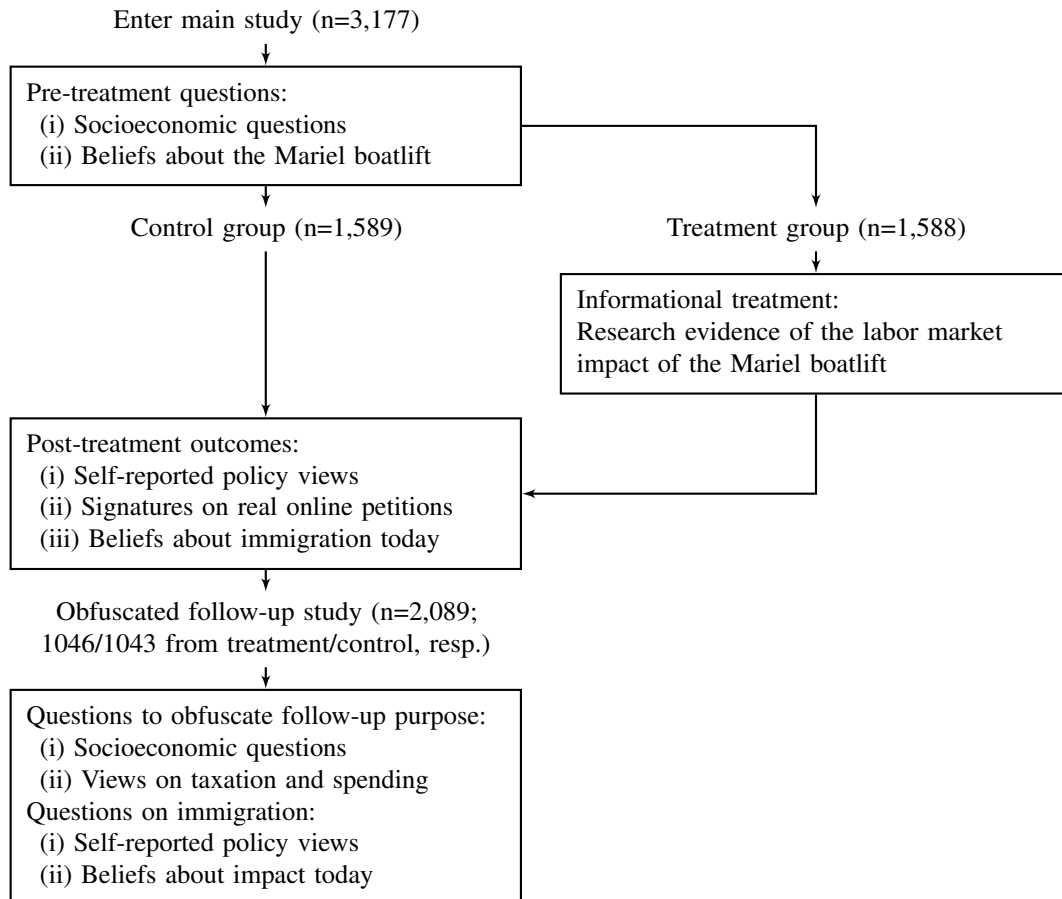 Enter main study (n=3,177)
Pre-treatment questions:
(i) Socioeconomic questions
(ii) Beliefs about the Mariel boatlift
Control group (n=1,589)
Treatment group (n=1,588)
Informational treatment:
Research evidence of the labor market
impact of the Mariel boatlift
Post-treatment outcomes:
(i) Self-reported policy views
(ii) Signatures on real online petitions
(iii) Beliefs about immigration today
Obfuscated follow-up study (n=2,089;
1046/1043 from treatment/control, resp.)
Questions to obfuscate follow-up purpose:
(i) Socioeconomic questions
(ii) Views on taxation and spending
Questions on immigration:
(i) Self-reported policy views
(ii) Beliefs about impact today